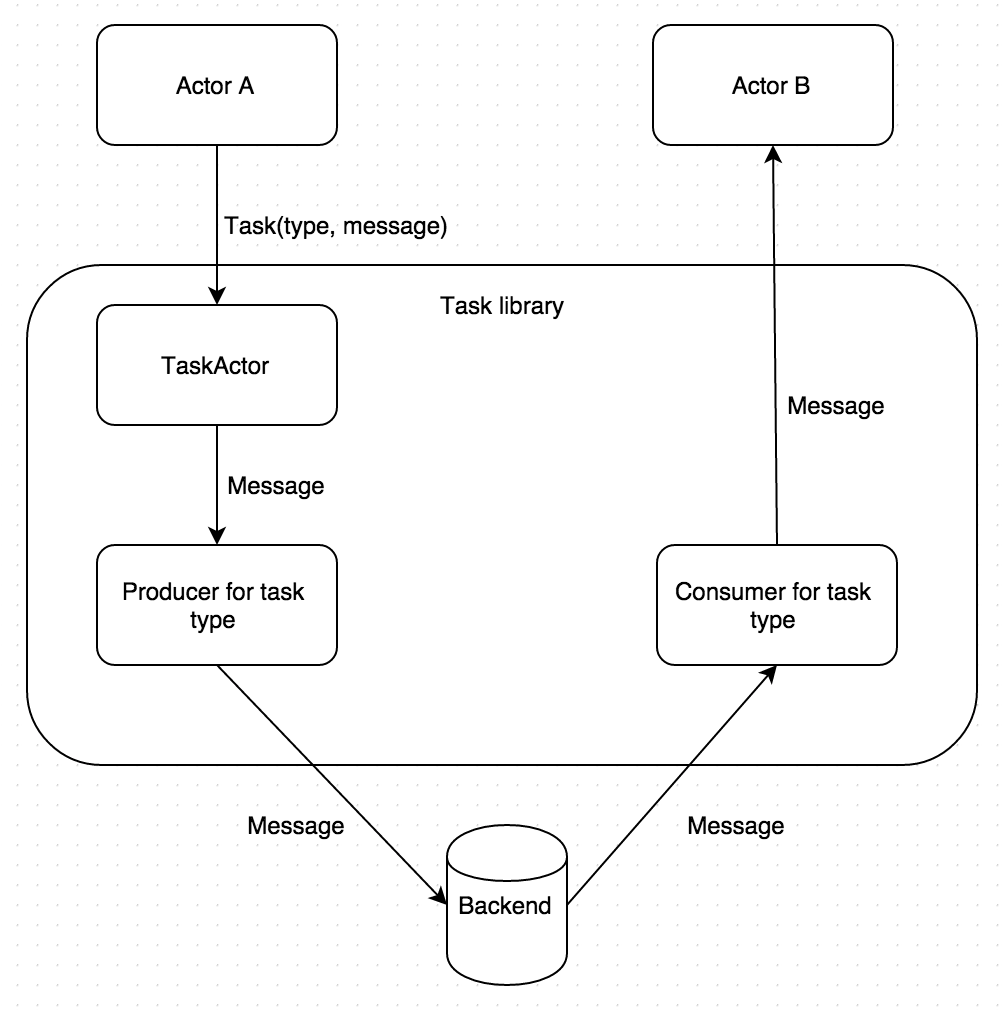 Actor A
Actor B
Task(type, message)
Task library
TaskActor
Message
Message
Producer for task
type
Consumer for task
type
Message
Message
Backend